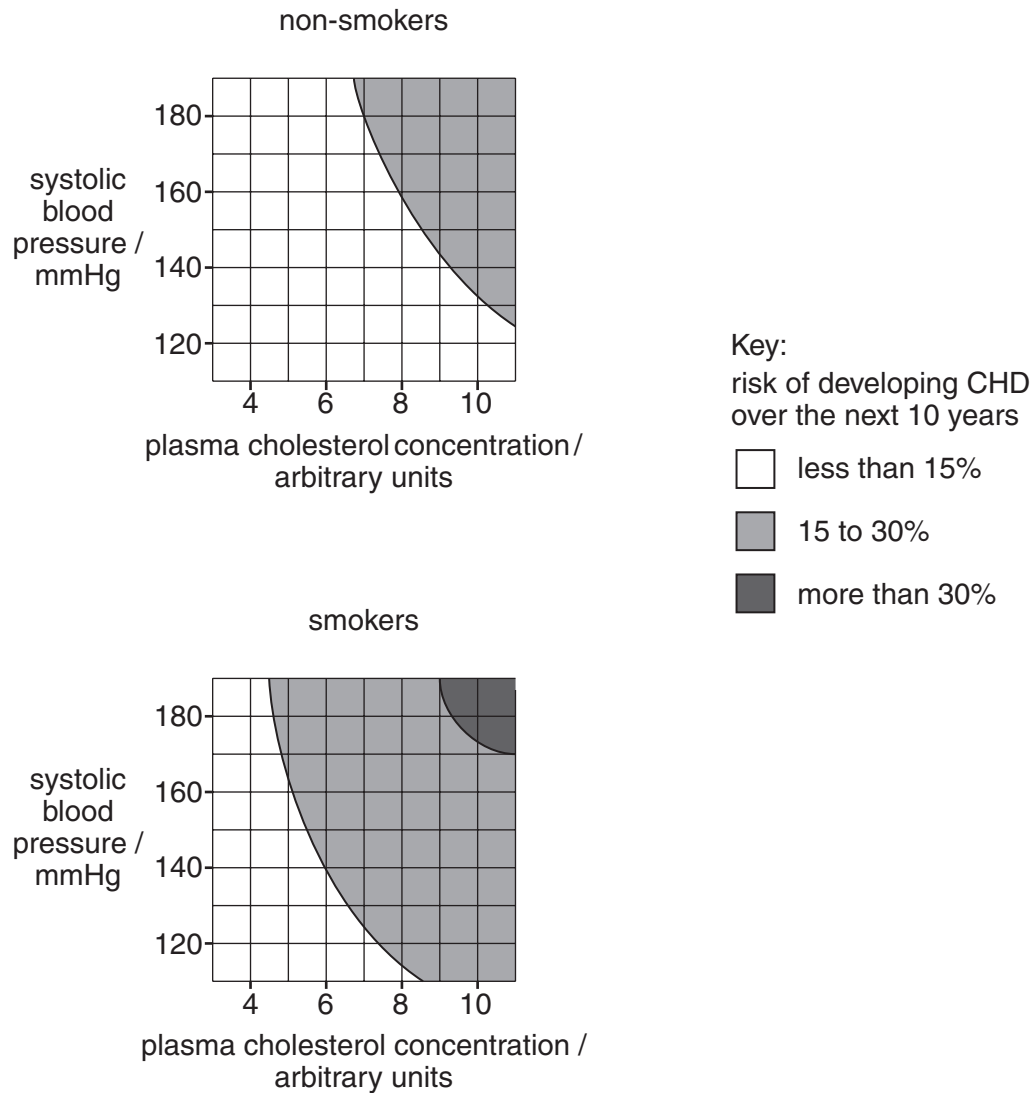 non-smokers
180
160
140
120
systolic
blood
pressure /
mmHg
4 6 8 10
plasma cholesterol concentration /
arbitrary units
Key:
risk of developing CHD
over the next 10 years
less than 15%
15 to 30%
more than 30%
smokers
180
160
140
120
systolic
blood
pressure /
mmHg
4 6 8 10
plasma cholesterol concentration /
arbitrary units